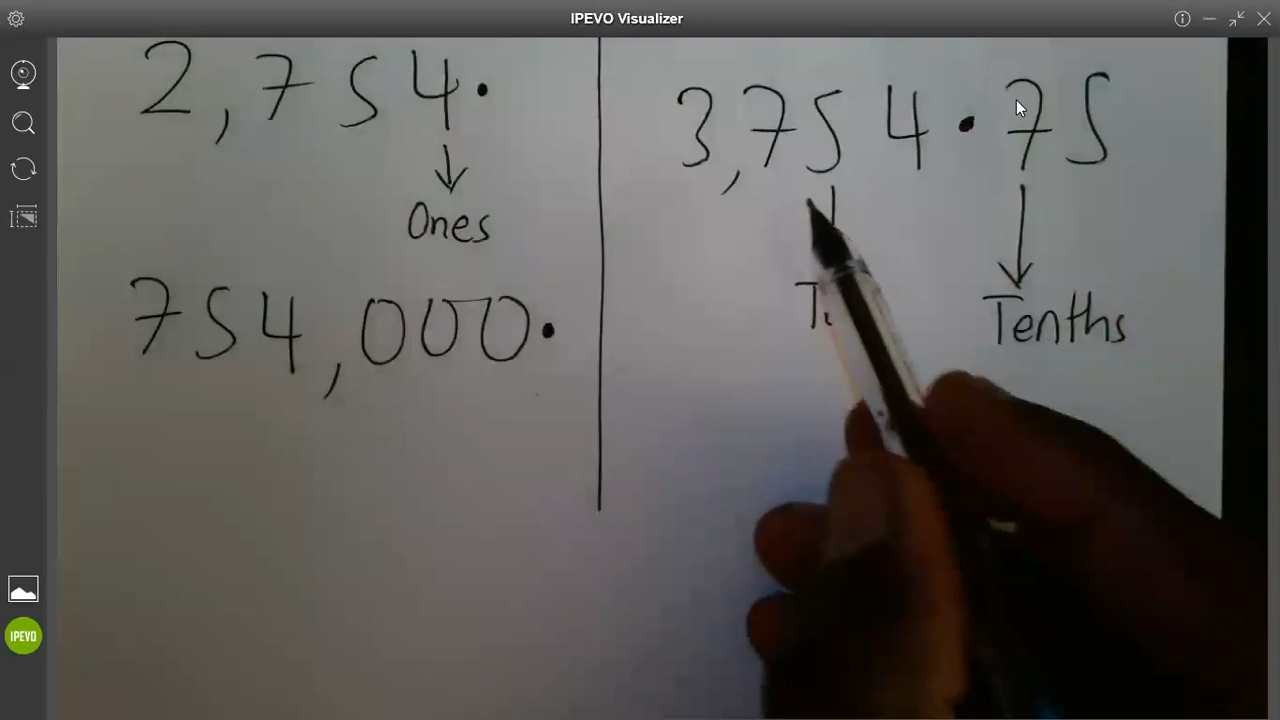 IPEVO Visualizer
2,754.
Ones
754,000.
3,754.75
Tenths
IPEVO